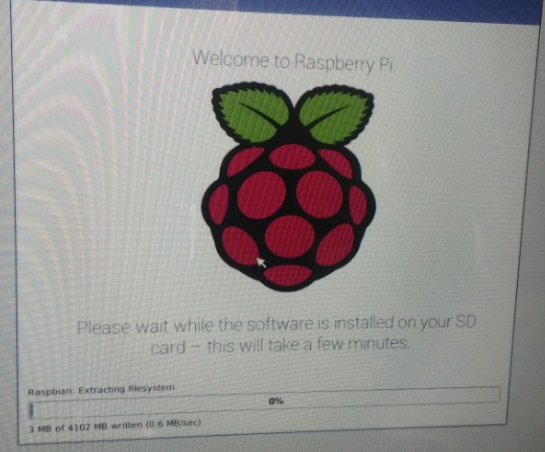 Welcome to Raspberry Pi
Please wait while the software is installed on your SD
card – this will take a few minutes.
Raspbian: Extracting filesystem
0%
3 MB of 4102 MB written (0.6 MB/sec)